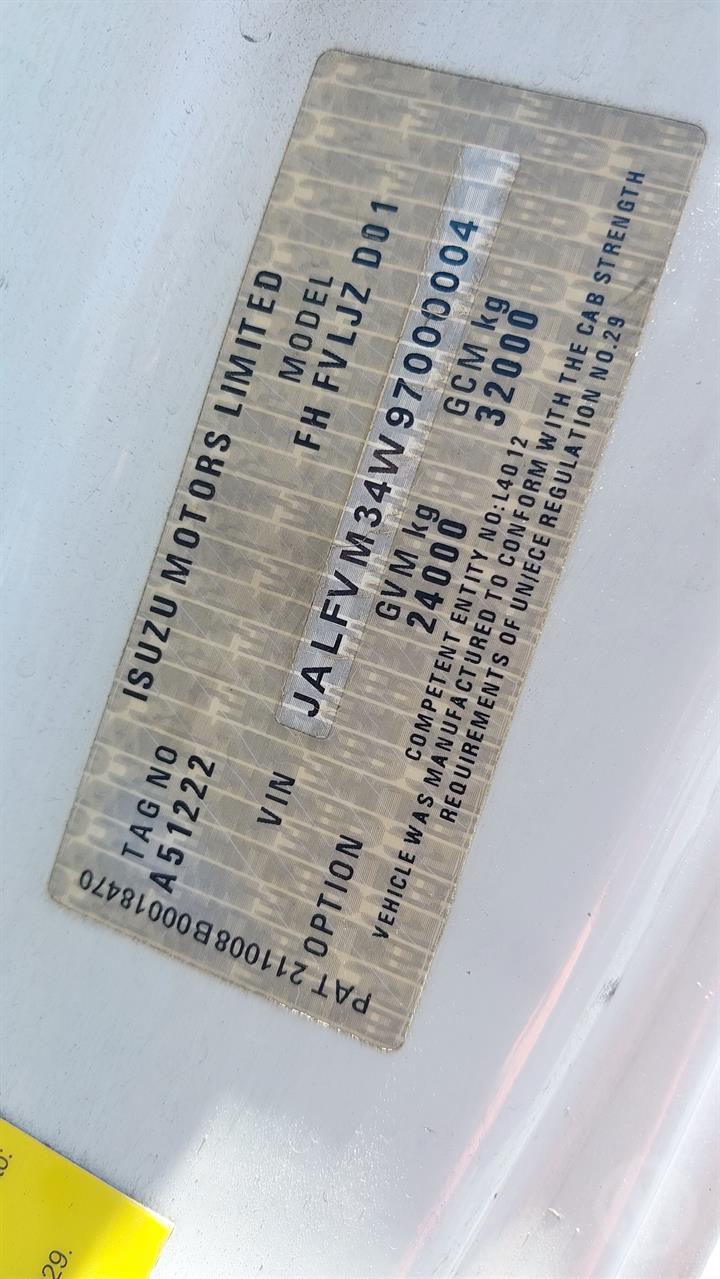 ISUZU MOTORS LIMITED
TAG NO
A51222
MODEL
FH FVLJZ D01
VIN
JALFVM34W97000004
OPTION
GVM kg
24000
GCM kg
32000
COMPETENT ENTITY NO:L4012
VEHICLE WAS MANUFACTURED TO CONFORM WITH THE CAB STRENGTH
REQUIREMENTS OF UN/ECE REGULATION NO.29
PAT 211008B00018470
29.